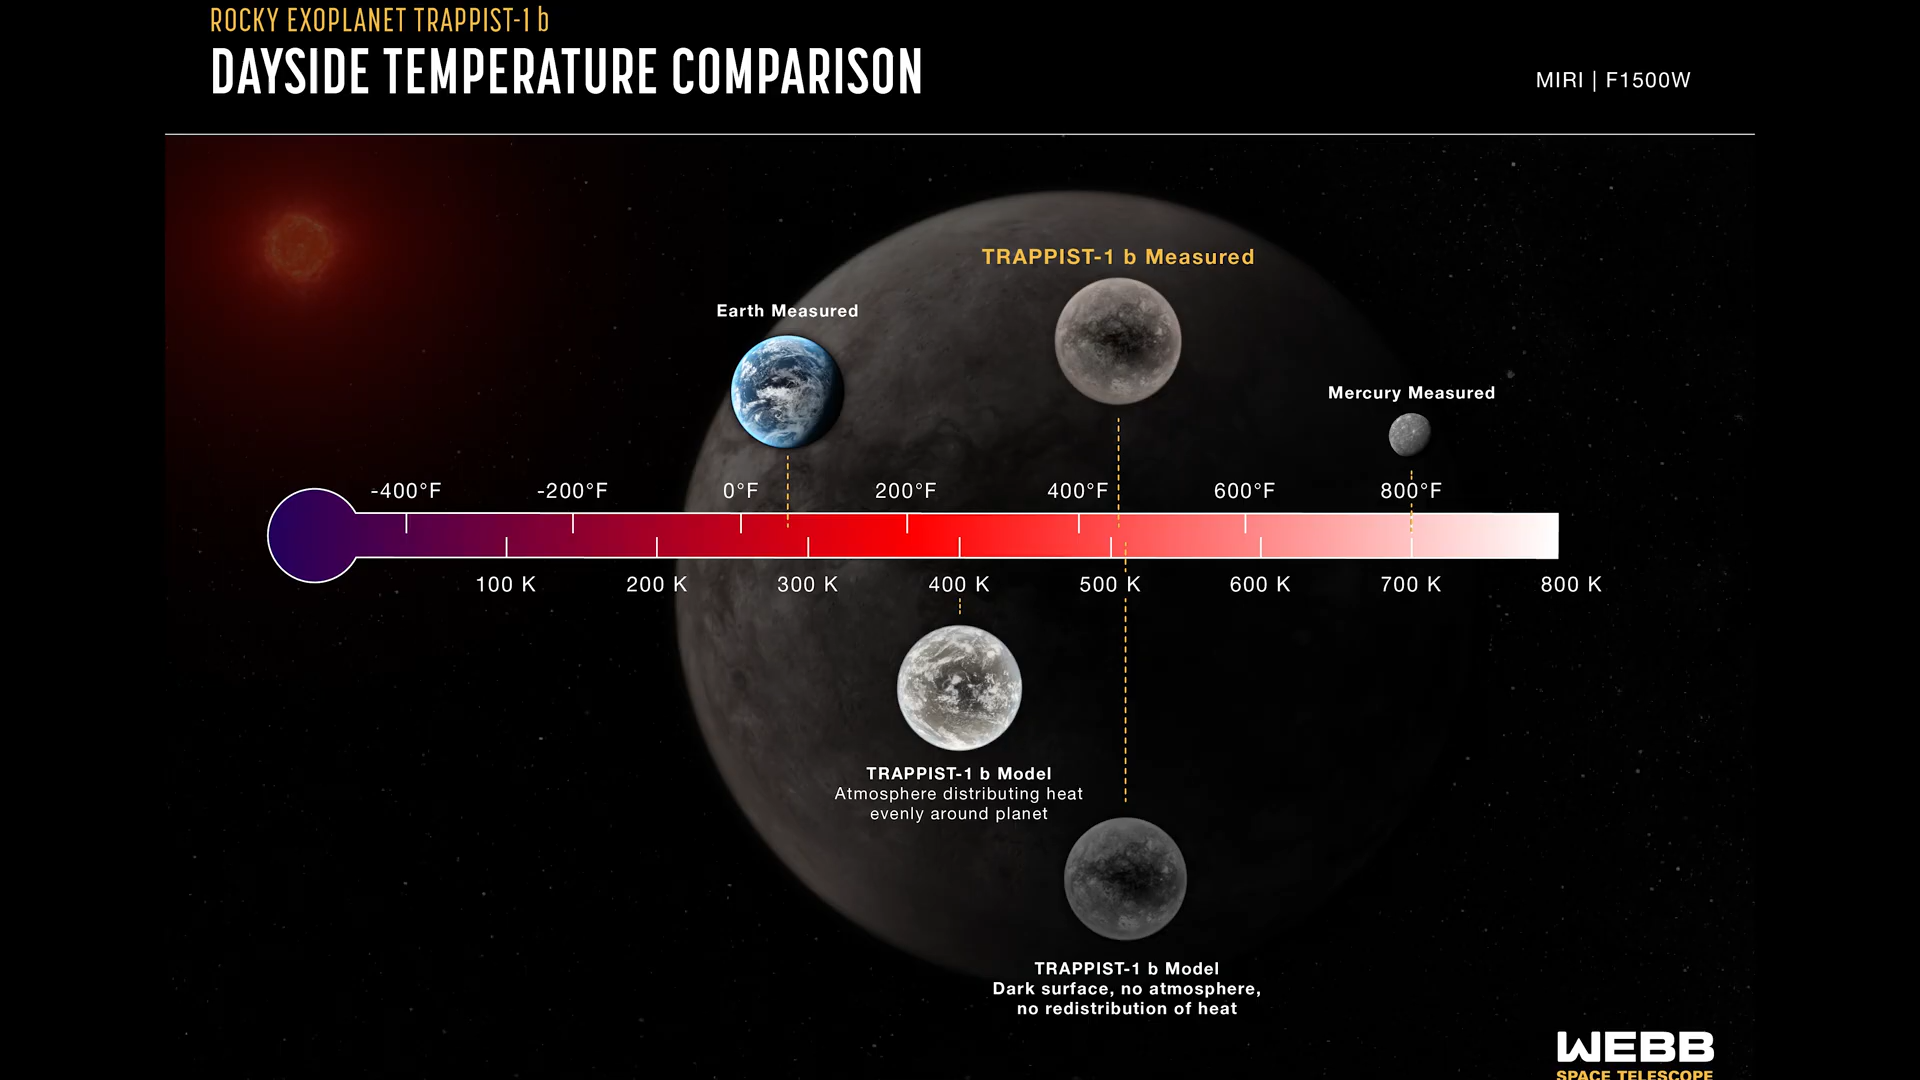 ROCKY EXOPLANET TRAPPIST-1 b
DAYSIDE TEMPERATURE COMPARISON
MIRI | F1500W
TRAPPIST-1 b Measured
Earth Measured
Mercury Measured
-400°F -200°F 0°F 200°F 400°F 600°F 800°F
100 K 200 K 300 K 400 K 500 K 600 K 700 K 800 K
TRAPPIST-1 b Model
Atmosphere distributing heat
evenly around planet
TRAPPIST-1 b Model
Dark surface, no atmosphere,
no redistribution of heat
WEBB
SPACE TELESCOPE